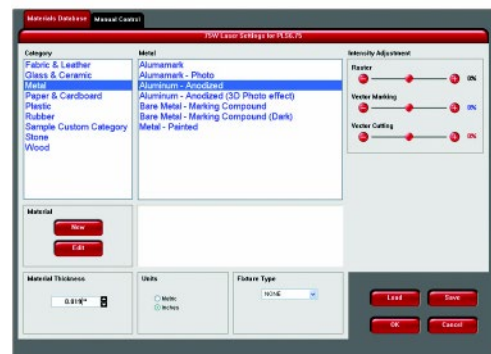 Materials Database Manual Control
75W Laser Settings for PLS6.75
Category
Fabric & Leather
Glass & Ceramic
Metal
Paper & Cardboard
Plastic
Rubber
Sample Custom Category
Stone
Wood
Metal
Alumamark
Alumamark - Photo
Aluminum - Anodized
Aluminum - Anodized (3D Photo effect)
Bare Metal - Marking Compound
Bare Metal - Marking Compound (Dark)
Metal - Painted
Intensity Adjustment
Raster
0%
Vector Marking
0%
Vector Cutting
0%
Material
New
Edit
Material Thickness
Units
Metric
Inches
Fixture Type
NONE
Load
Save
OK
Cancel